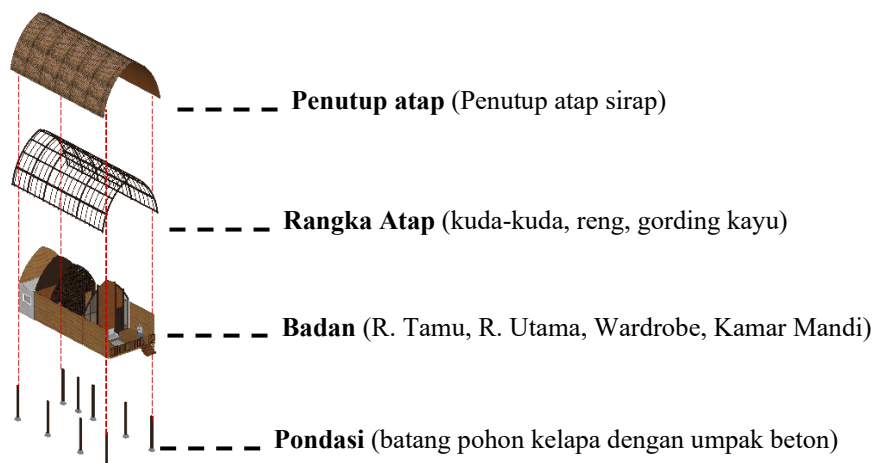 Penutup atap (Penutup atap sirap)
Rangka Atap (kuda-kuda, reng, gording kayu)
Badan (R. Tamu, R. Utama, Wardrobe, Kamar Mandi)
Pondasi (batang pohon kelapa dengan umpak beton)